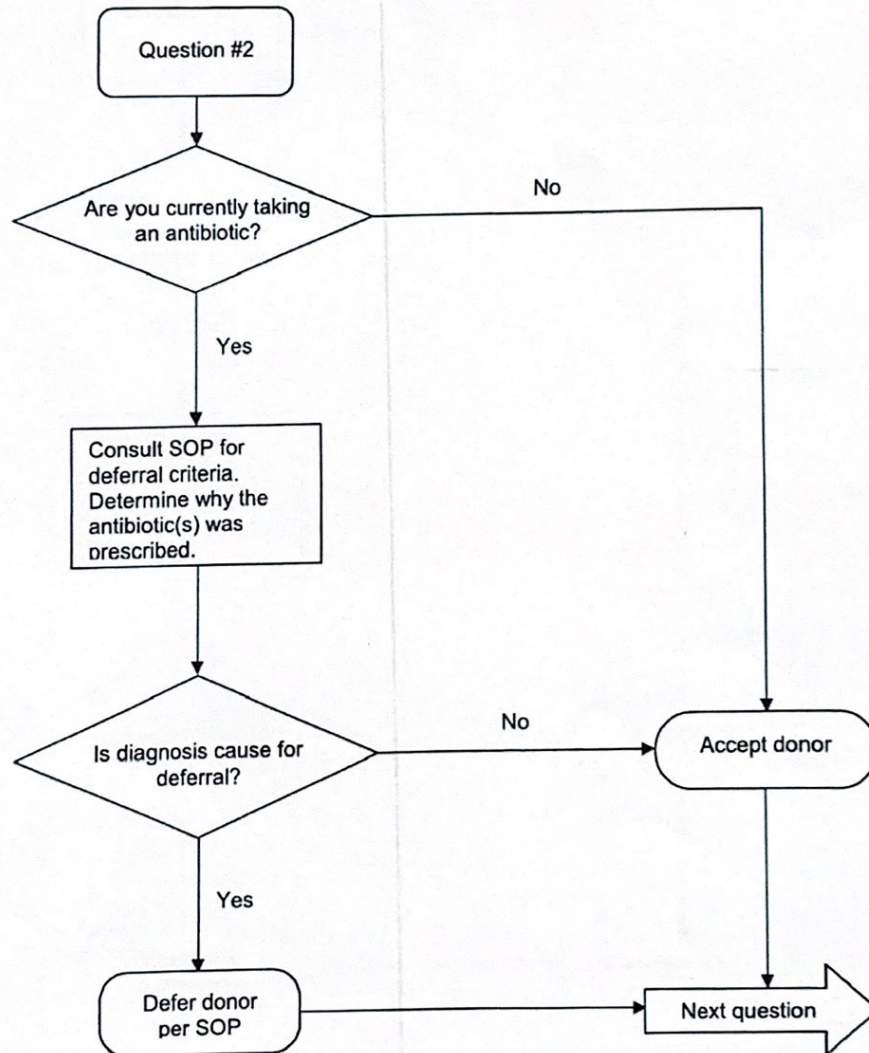 Question #2
Are you currently taking
an antibiotic?
No
Yes
Consult SOP for
deferral criteria.
Determine why the
antibiotic(s) was
prescribed.
Is diagnosis cause for
deferral?
No
Accept donor
Yes
Defer donor
per SOP
Next question